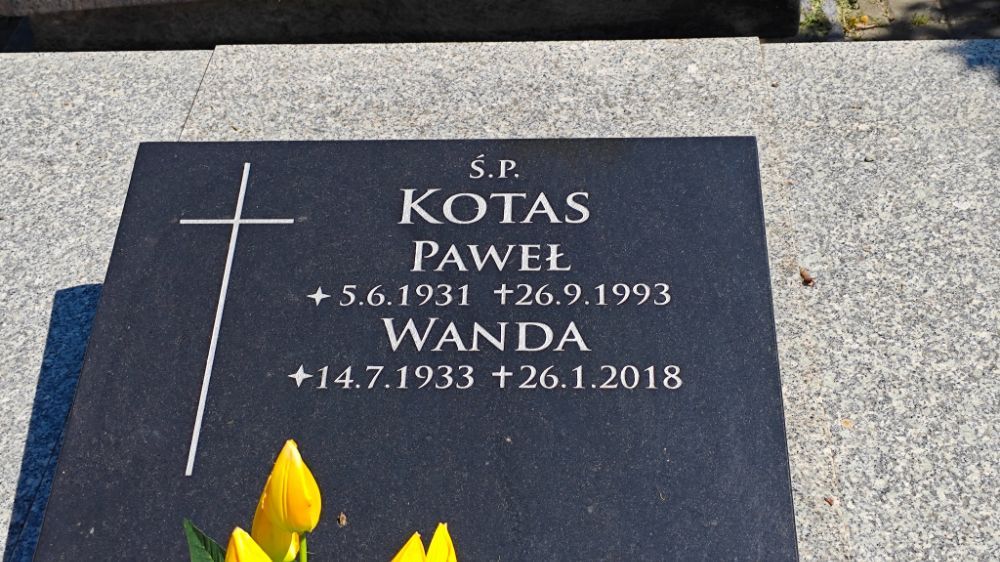 Ś.P.
KOTAS
PAWEŁ
✦ 5.6.1931 ✝ 26.9.1993
WANDA
✦ 14.7.1933 ✝ 26.1.2018